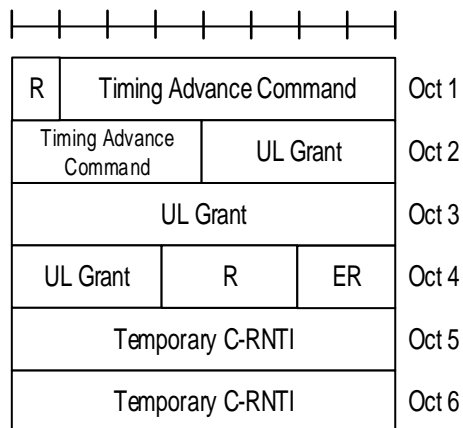 R Timing Advance Command Oct 1
Timing Advance
Command UL Grant Oct 2
UL Grant Oct 3
UL Grant R ER Oct 4
Temporary C-RNTI Oct 5
Temporary C-RNTI Oct 6